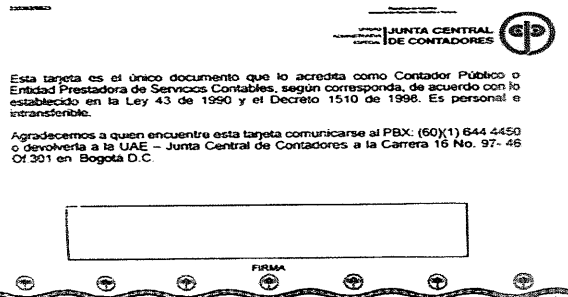 JUNTA CENTRAL
DE CONTADORES
Esta tarjeta es el único documento que lo acredita como Contador Público o
Entidad Prestadora de Servicios Contables, según corresponda, de acuerdo con lo
establecido en la Ley 43 de 1990 y el Decreto 1510 de 1998. Es personal e
intransferible.
Agradecemos a quien encuentre esta tarjeta comunicarse al PBX: (60)(1) 644 4450
o devolverla a la UAE – Junta Central de Contadores a la Carrera 16 No. 97- 46
Of 301 en Bogotá D.C.
FIRMA